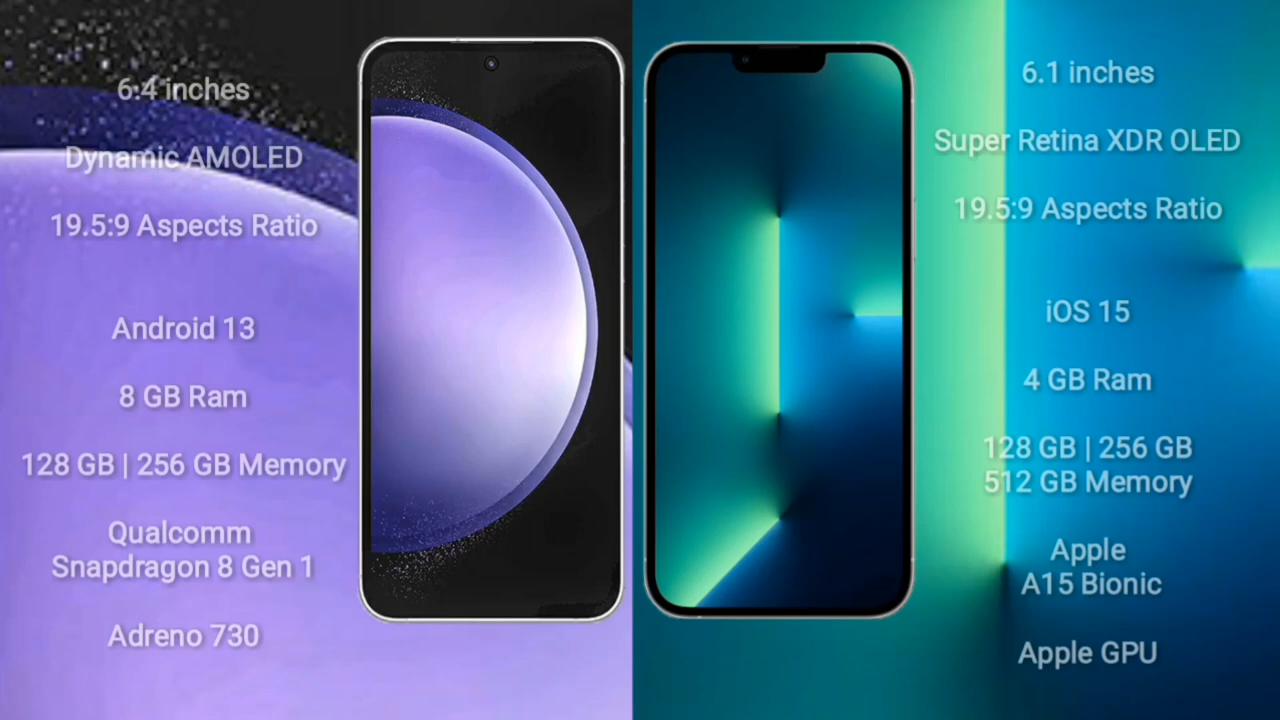 6.4 inches
Dynamic AMOLED
19.5:9 Aspects Ratio
Android 13
8 GB Ram
128 GB | 256 GB Memory
Qualcomm
Snapdragon 8 Gen 1
Adreno 730
6.1 inches
Super Retina XDR OLED
19.5:9 Aspects Ratio
iOS 15
4 GB Ram
128 GB | 256 GB
512 GB Memory
Apple
A15 Bionic
Apple GPU